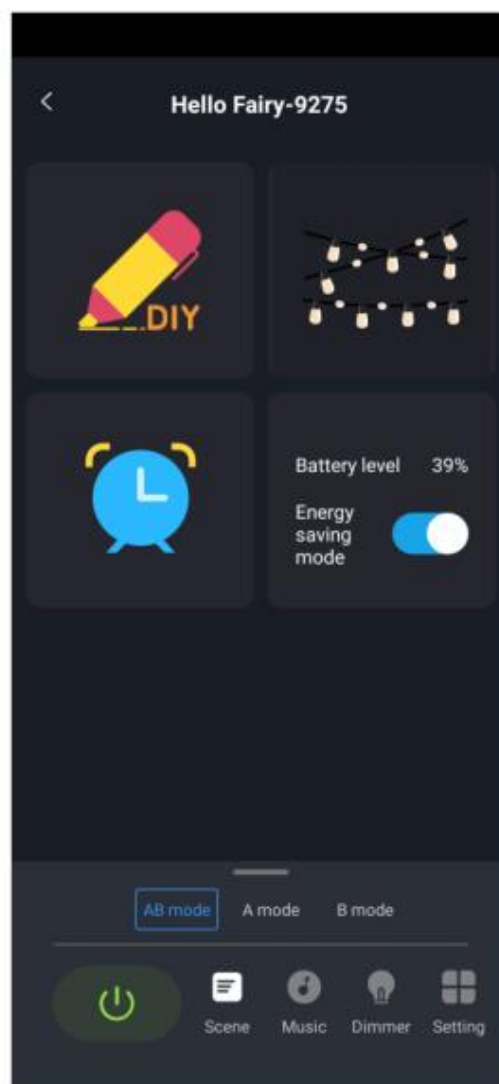 Hello Fairy-9275
DIY
Battery level 39%
Energy
saving
mode
AB mode A mode B mode
Scene Music Dimmer Setting